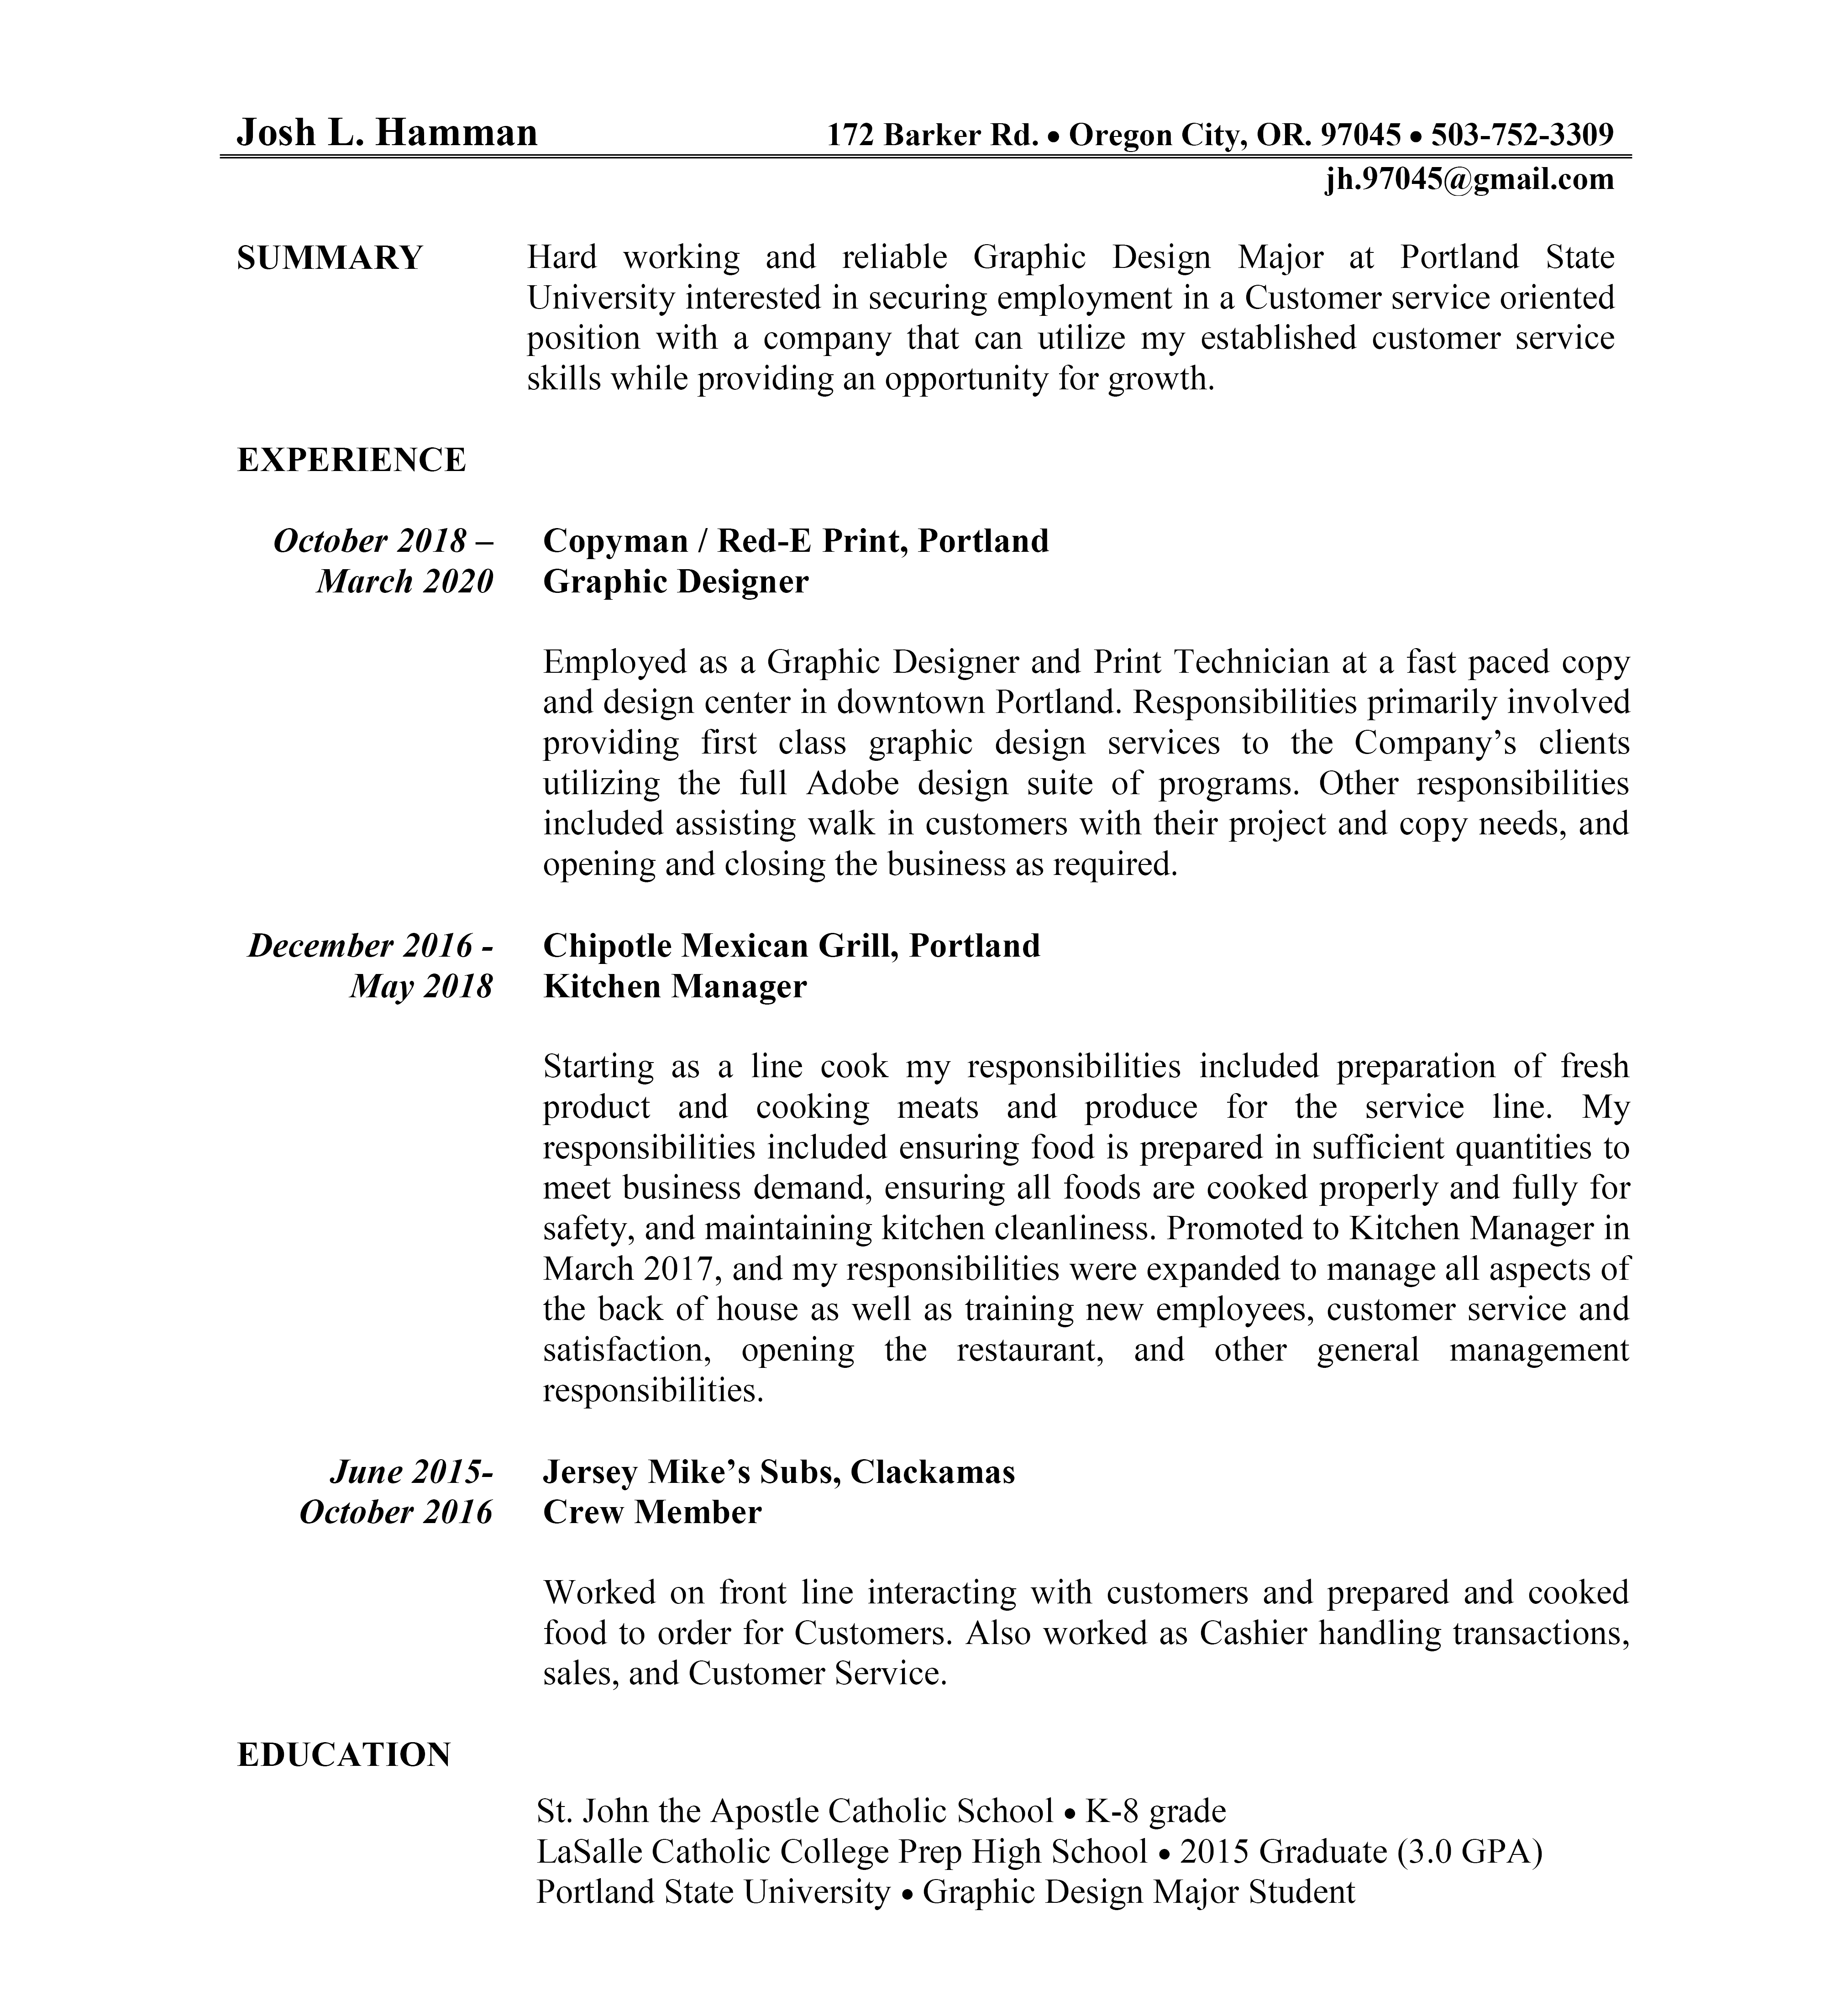 Josh L. Hamman 172 Barker Rd. • Oregon City, OR. 97045 • 503-752-3309
jh.97045@gmail.com
SUMMARY Hard working and reliable Graphic Design Major at Portland State
University interested in securing employment in a Customer service oriented
position with a company that can utilize my established customer service
skills while providing an opportunity for growth.
EXPERIENCE
October 2018 – Copyman / Red-E Print, Portland
March 2020 Graphic Designer
Employed as a Graphic Designer and Print Technician at a fast paced copy
and design center in downtown Portland. Responsibilities primarily involved
providing first class graphic design services to the Company’s clients
utilizing the full Adobe design suite of programs. Other responsibilities
included assisting walk in customers with their project and copy needs, and
opening and closing the business as required.
December 2016 - Chipotle Mexican Grill, Portland
May 2018 Kitchen Manager
Starting as a line cook my responsibilities included preparation of fresh
product and cooking meats and produce for the service line. My
responsibilities included ensuring food is prepared in sufficient quantities to
meet business demand, ensuring all foods are cooked properly and fully for
safety, and maintaining kitchen cleanliness. Promoted to Kitchen Manager in
March 2017, and my responsibilities were expanded to manage all aspects of
the back of house as well as training new employees, customer service and
satisfaction, opening the restaurant, and other general management
responsibilities.
June 2015- Jersey Mike’s Subs, Clackamas
October 2016 Crew Member
Worked on front line interacting with customers and prepared and cooked
food to order for Customers. Also worked as Cashier handling transactions,
sales, and Customer Service.
EDUCATION
St. John the Apostle Catholic School • K-8 grade
LaSalle Catholic College Prep High School • 2015 Graduate (3.0 GPA)
Portland State University • Graphic Design Major Student